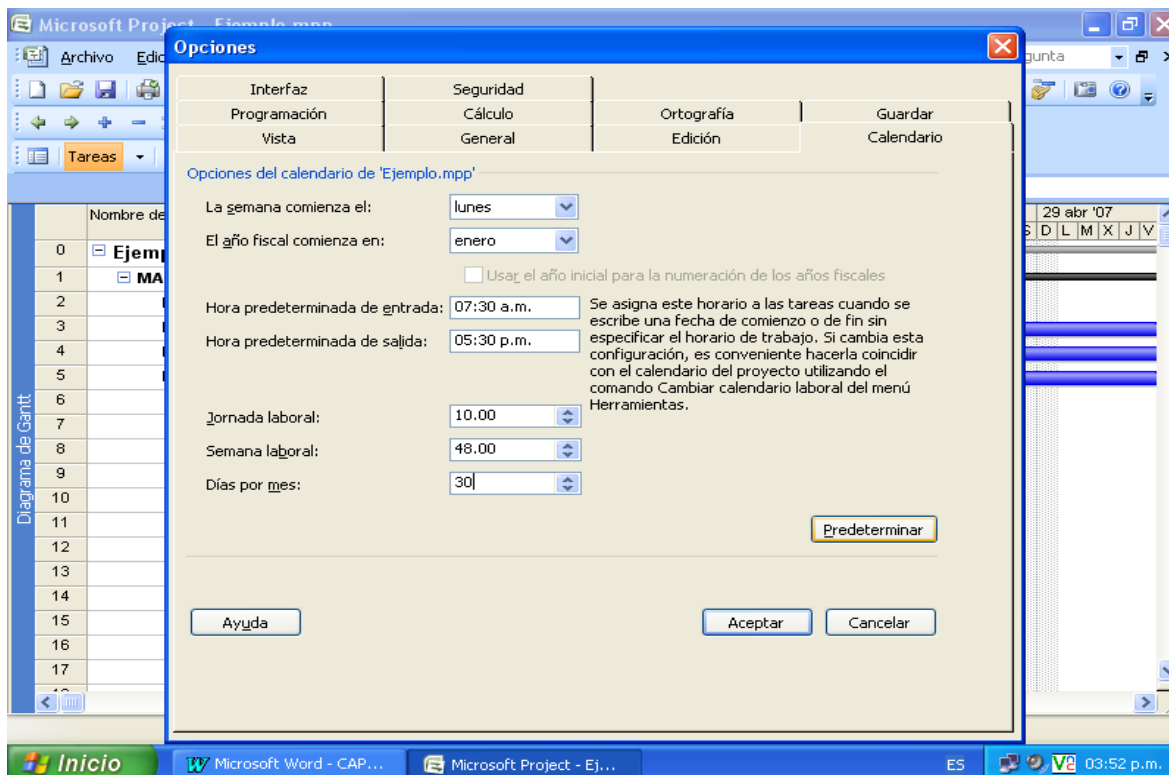 Microsoft Project - Ejemplo.mpp
Opciones
Archivo
Tareas
Interfaz Seguridad
Programación Cálculo Ortografía Guardar
Vista General Edición Calendario
Opciones del calendario de 'Ejemplo.mpp'
La semana comienza el: lunes
El año fiscal comienza en: enero
Usar el año inicial para la numeración de los años fiscales
Hora predeterminada de entrada: 07:30 a.m.
Hora predeterminada de salida: 05:30 p.m.
Se asigna este horario a las tareas cuando se
escribe una fecha de comienzo o de fin sin
especificar el horario de trabajo. Si cambia esta
configuración, es conveniente hacerla coincidir
con el calendario del proyecto utilizando el
comando Cambiar calendario laboral del menú
Herramientas.
Jornada laboral: 10.00
Semana laboral: 48.00
Días por mes: 30
Predeterminar
Ayuda Aceptar Cancelar
Nombre de
29 abr '07
S D L M X J V
0 Ejem
1 MA
2
3
4
5
6
7
8
9
10
11
12
13
14
15
16
17
Diagrama de Gantt
Inicio Microsoft Word - CAP... Microsoft Project - Ej... ES 03:52 p.m.